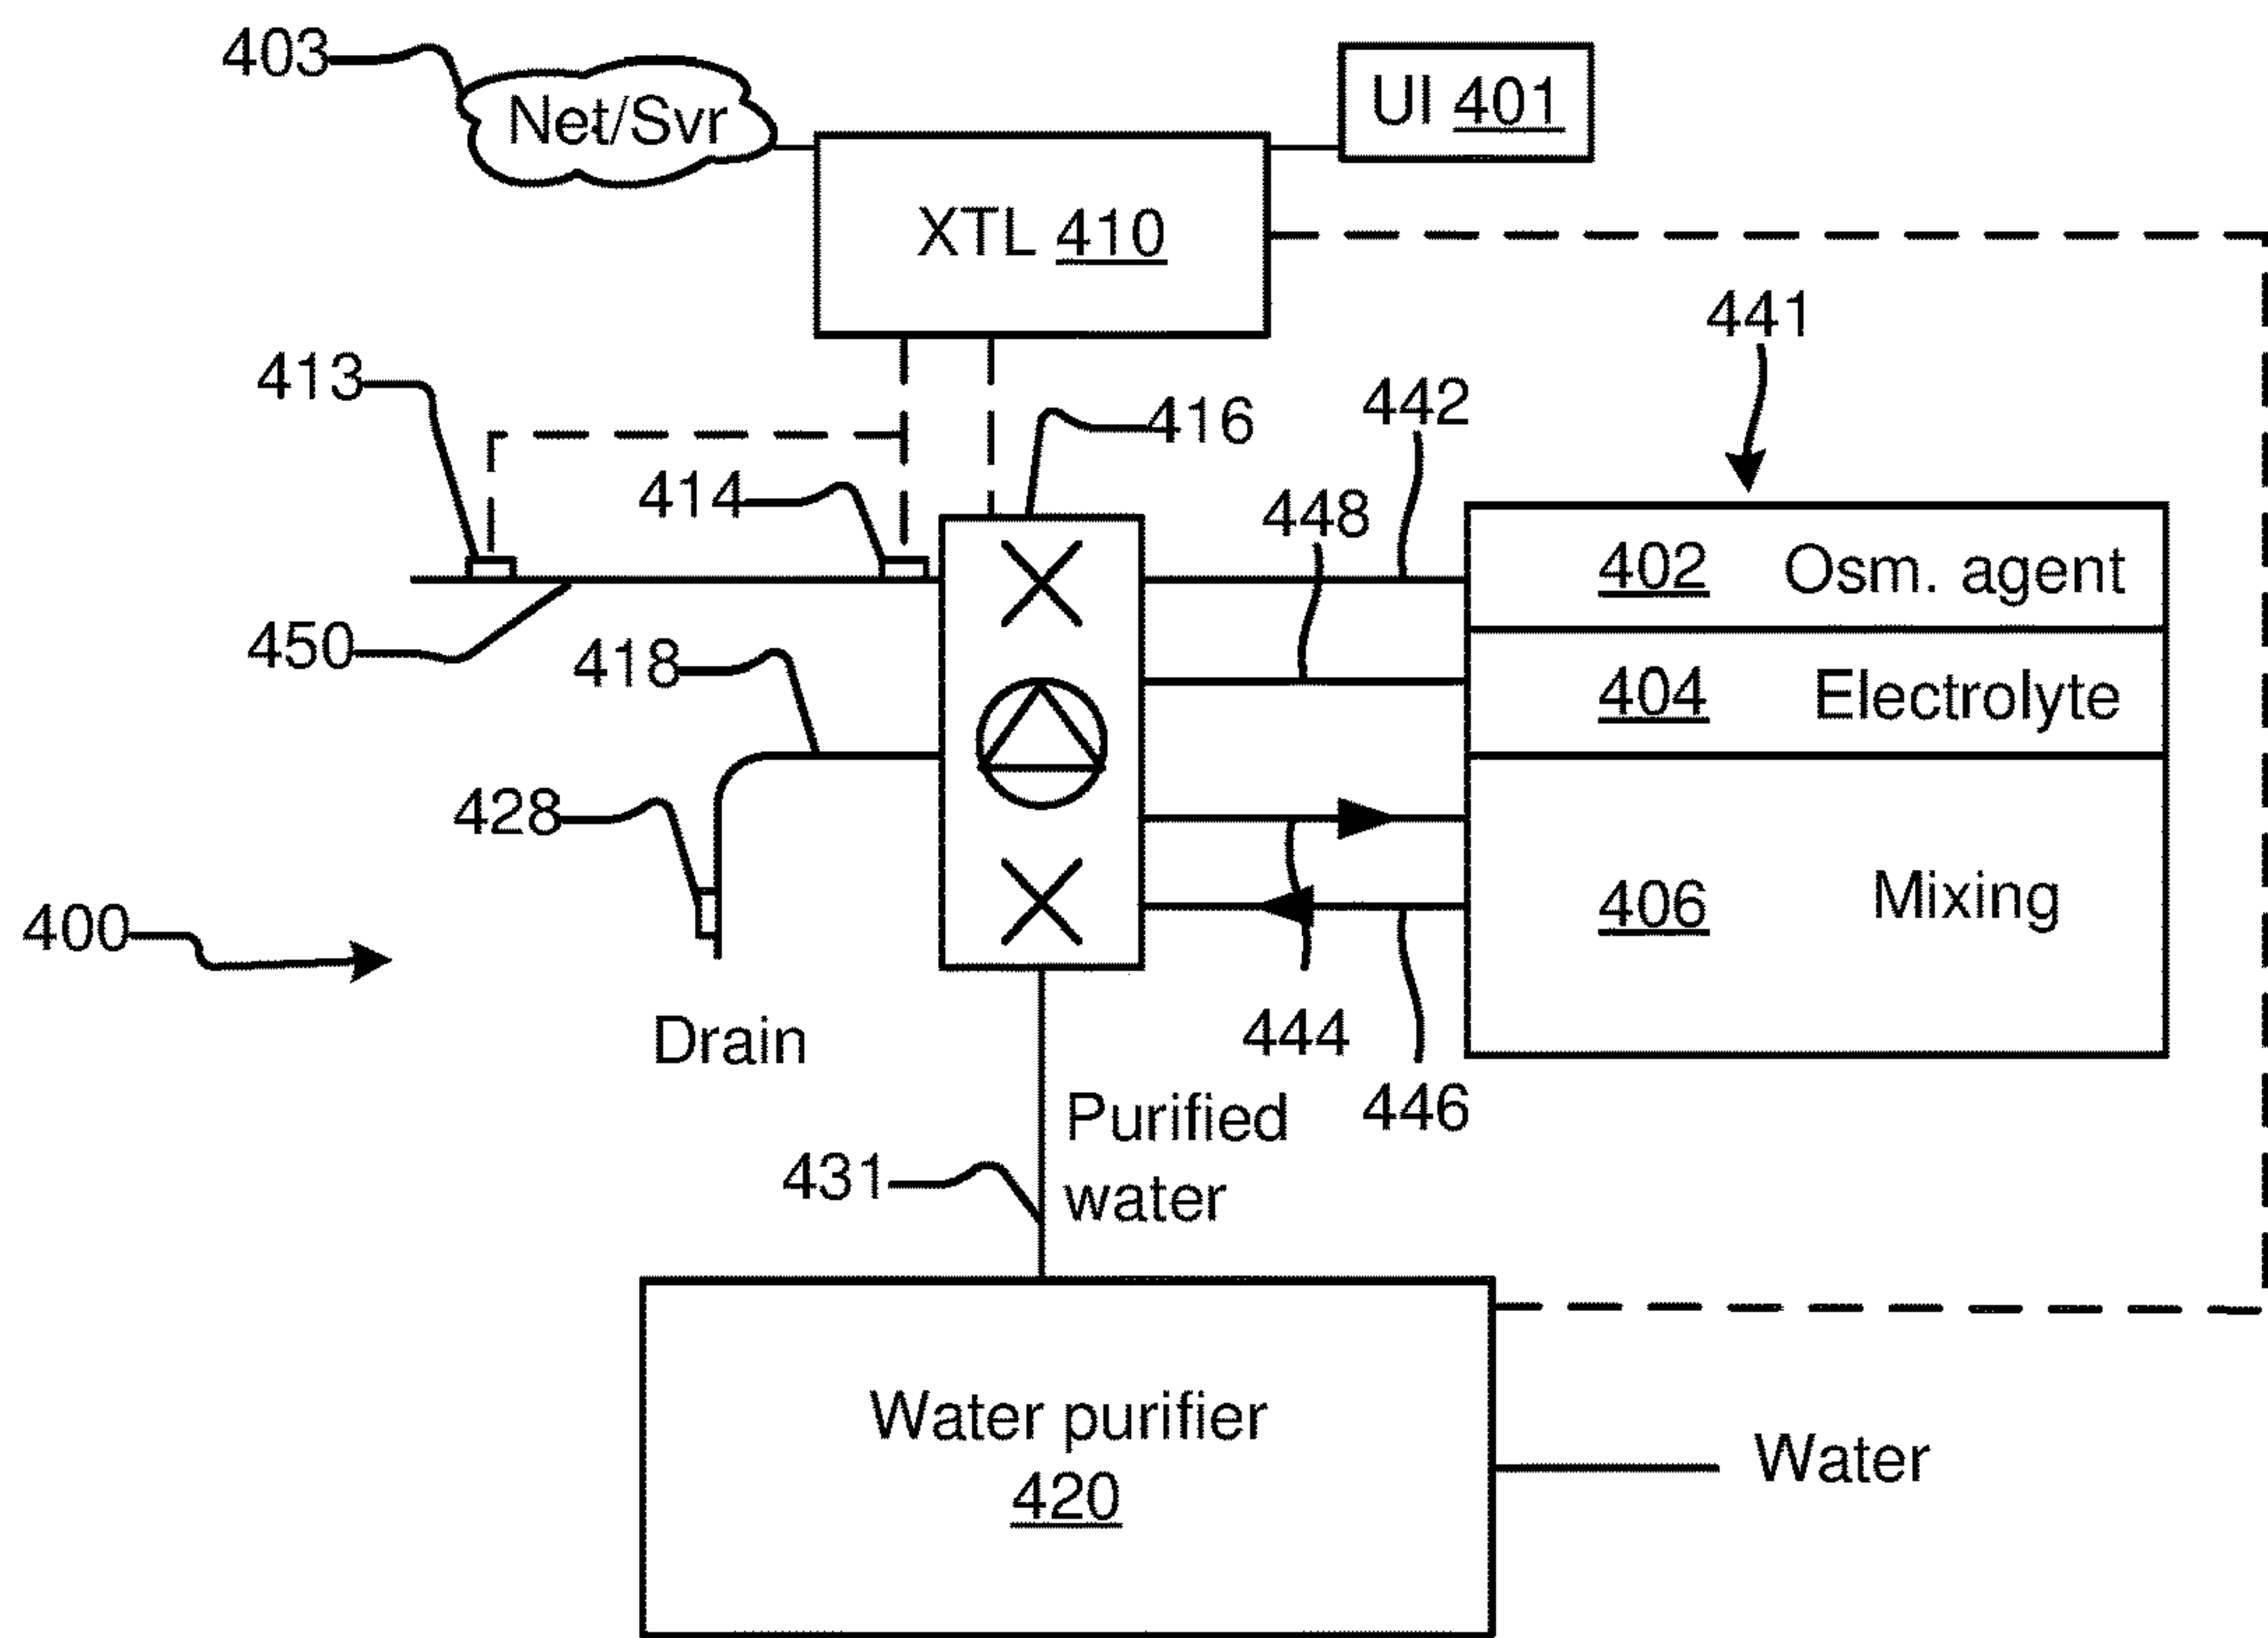 403
Net/Svr
UI 401
XTL 410
441
413
442
416
414
448
402 Osm. agent
450
418
404 Electrolyte
428
406 Mixing
400
444
Drain
446
Purified
water
431
Water purifier
420
Water